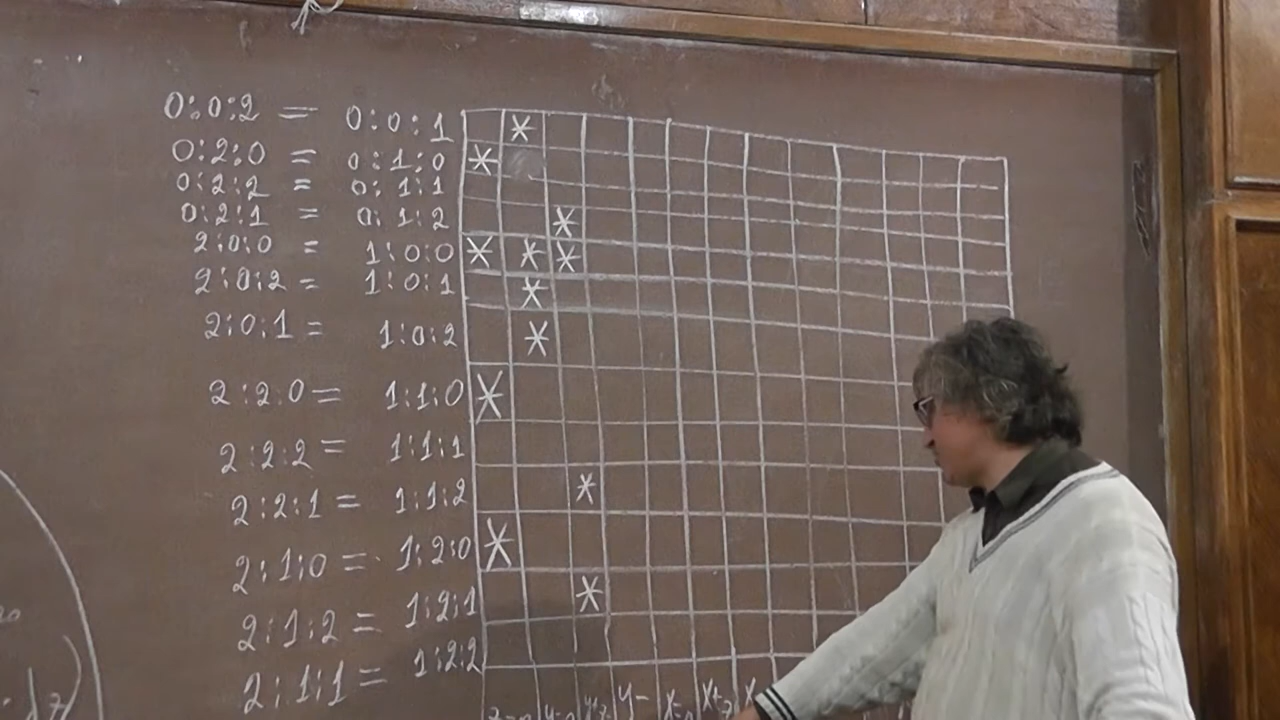 0:0:2 = 0:0:1
0:2:0 = 0:1:0
0:2:2 = 0:1:1
0:2:1 = 0:1:2
2:0:0 = 1:0:0
2:0:2 = 1:0:1
2:0:1 = 1:0:2
2:2:0 = 1:1:0
2:2:2 = 1:1:1
2:2:1 = 1:1:2
2:1:0 = 1:2:0
2:1:2 = 1:2:1
2:1:1 = 1:2:2